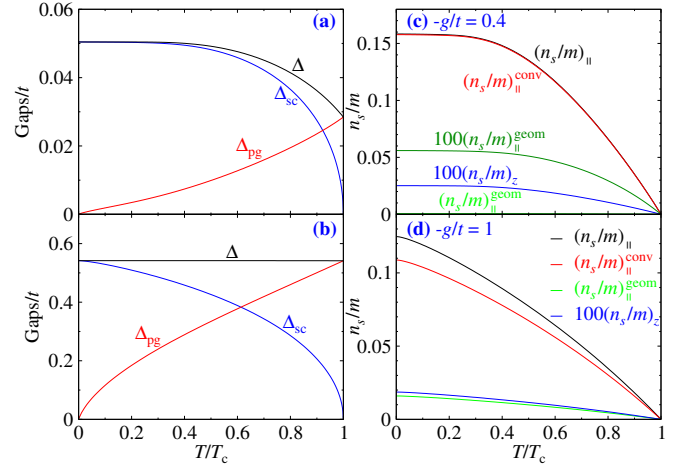 (a)
0.06
0.04
0.02
0
Gaps/t
Δ
Δsc
Δpg
(c) -g/t = 0.4
0.15
0.1
0.05
0
ns/m
(ns/m)∥
(ns/m)∥conv
100(ns/m)∥geom
100(ns/m)z
(ns/m)∥geom
(b)
0.6
0.4
0.2
0
Gaps/t
Δ
Δsc
Δpg
0 0.2 0.4 0.6 0.8 1
T/Tc
(d) -g/t = 1
0.1
0.05
0
ns/m
(ns/m)∥
(ns/m)∥conv
(ns/m)∥geom
100(ns/m)z
0 0.2 0.4 0.6 0.8 1
T/Tc